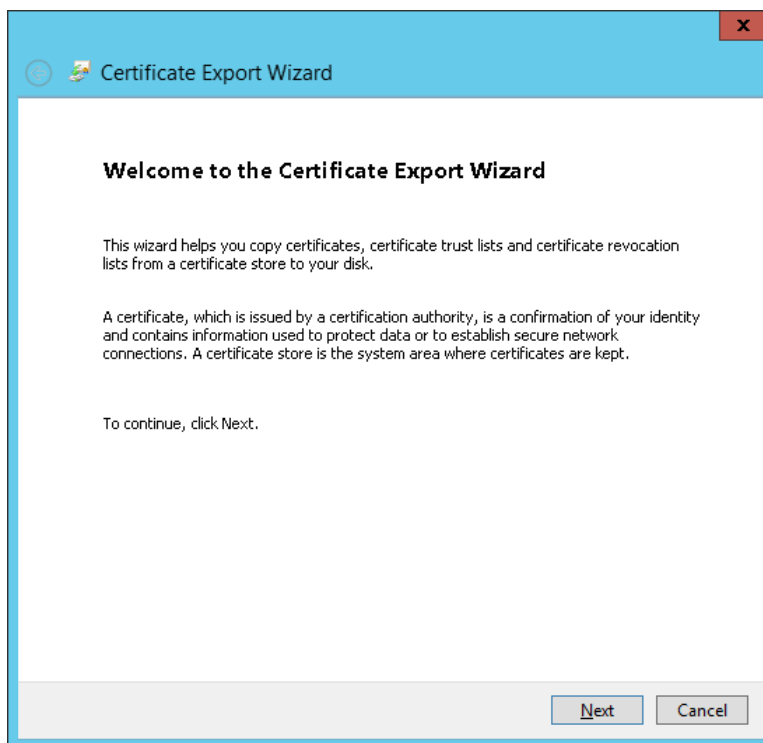 x
Certificate Export Wizard
Welcome to the Certificate Export Wizard
This wizard helps you copy certificates, certificate trust lists and certificate revocation
lists from a certificate store to your disk.
A certificate, which is issued by a certification authority, is a confirmation of your identity
and contains information used to protect data or to establish secure network
connections. A certificate store is the system area where certificates are kept.
To continue, click Next.
Next Cancel